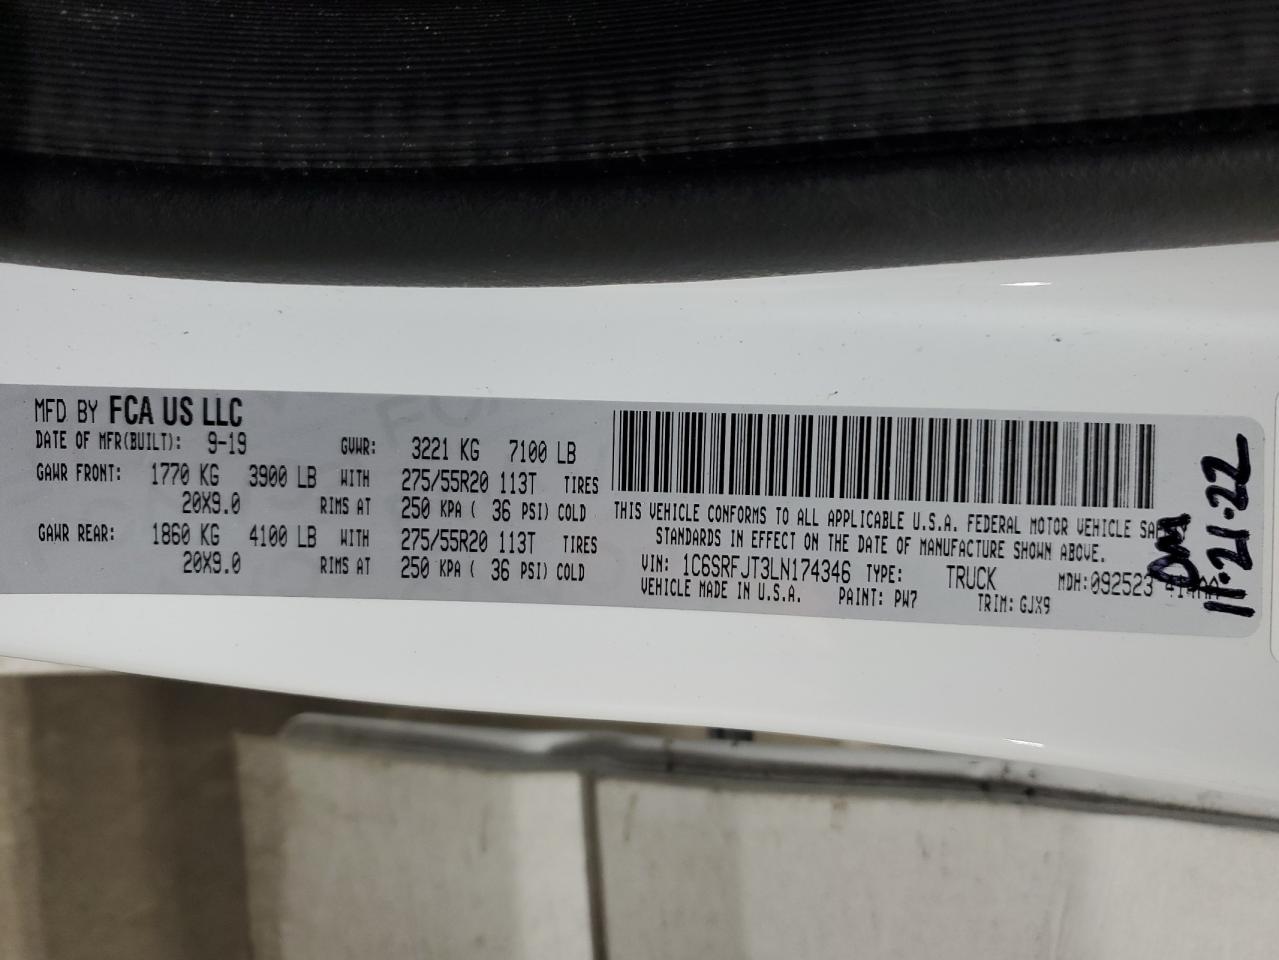 MFD BY FCA US LLC
DATE OF MFR(BUILT): 9-19 GVWR: 3221 KG 7100 LB
GAWR FRONT: 1770 KG 3900 LB WITH 275/55R20 113T TIRES
20X9.0 RIMS AT 250 KPA ( 36 PSI) COLD
GAWR REAR: 1860 KG 4100 LB WITH 275/55R20 113T TIRES
20X9.0 RIMS AT 250 KPA ( 36 PSI) COLD
THIS VEHICLE CONFORMS TO ALL APPLICABLE U.S.A. FEDERAL MOTOR VEHICLE
STANDARDS IN EFFECT ON THE DATE OF MANUFACTURE SHOWN ABOVE.
VIN: 1C6SRFJT3LN174346 TYPE: TRUCK MDH:092523
VEHICLE MADE IN U.S.A. PAINT: PW7 TRIM: GJX9
11.21.22